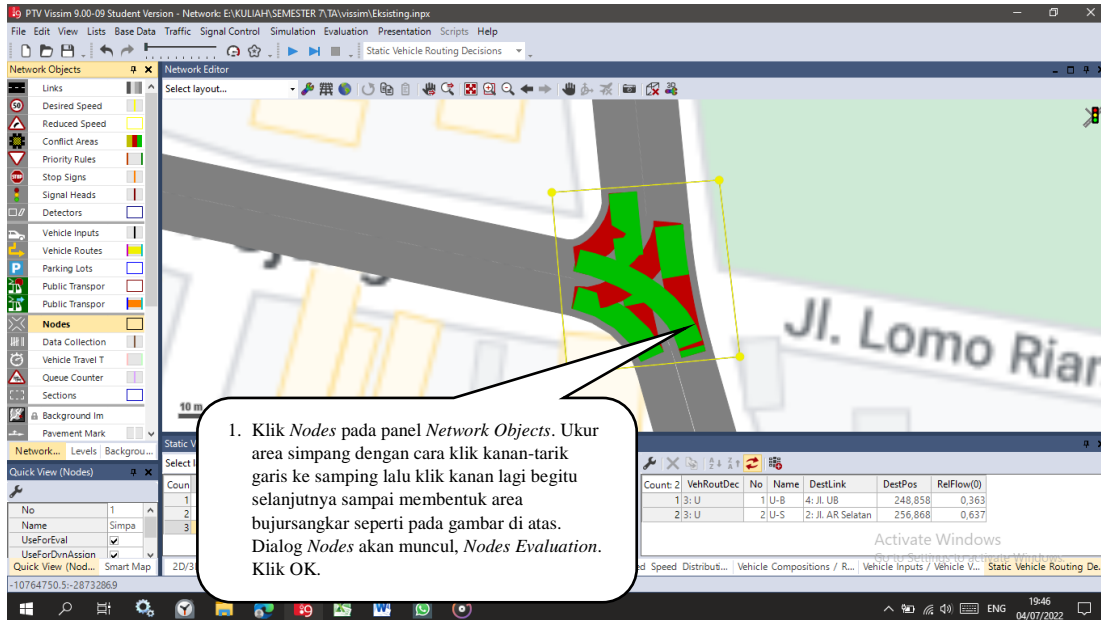 PTV Vissim 9.00-09 Student Version - Network: E:\KULIAH\SEMESTER 7\TA\vissim\Eksisting.inpx
File Edit View Lists Base Data Traffic Signal Control Simulation Evaluation Presentation Scripts Help
Static Vehicle Routing Decisions
Network Objects
Network Editor
Select layout...
Links
Desired Speed
Reduced Speed
Conflict Areas
Priority Rules
Stop Signs
Signal Heads
Detectors
Vehicle Inputs
Vehicle Routes
Parking Lots
Public Transpor
Public Transpor
Nodes
Data Collection
Vehicle Travel T
Queue Counter
Sections
Background Im
Pavement Mark
Network... Levels Backgrou...
Jl. Lomo Rian
10 m
1. Klik Nodes pada panel Network Objects. Ukur
area simpang dengan cara klik kanan-tarik
garis ke samping lalu klik kanan lagi begitu
selanjutnya sampai membentuk area
bujursangkar seperti pada gambar di atas.
Dialog Nodes akan muncul, Nodes Evaluation.
Klik OK.
Quick View (Nodes)
No 1
Name Simpa
UseForEval
UseForDynAssign
Quick View (Nod... Smart Map
Static V
Select l
Coun
1
2
3
2D/3
Count: 2 VehRoutDec No Name DestLink DestPos RelFlow(0)
1 3: U 1 U-B 4: Jl. UB 248,858 0,363
2 3: U 2 U-S 2: Jl. AR Selatan 256,868 0,637
Activate Windows
Go to Settings to activate Windows.
ed Speed Distributi... Vehicle Compositions / R... Vehicle Inputs / Vehicle V... Static Vehicle Routing De...
-10764750.5:-2873286.9
ENG
19:46
04/07/2022